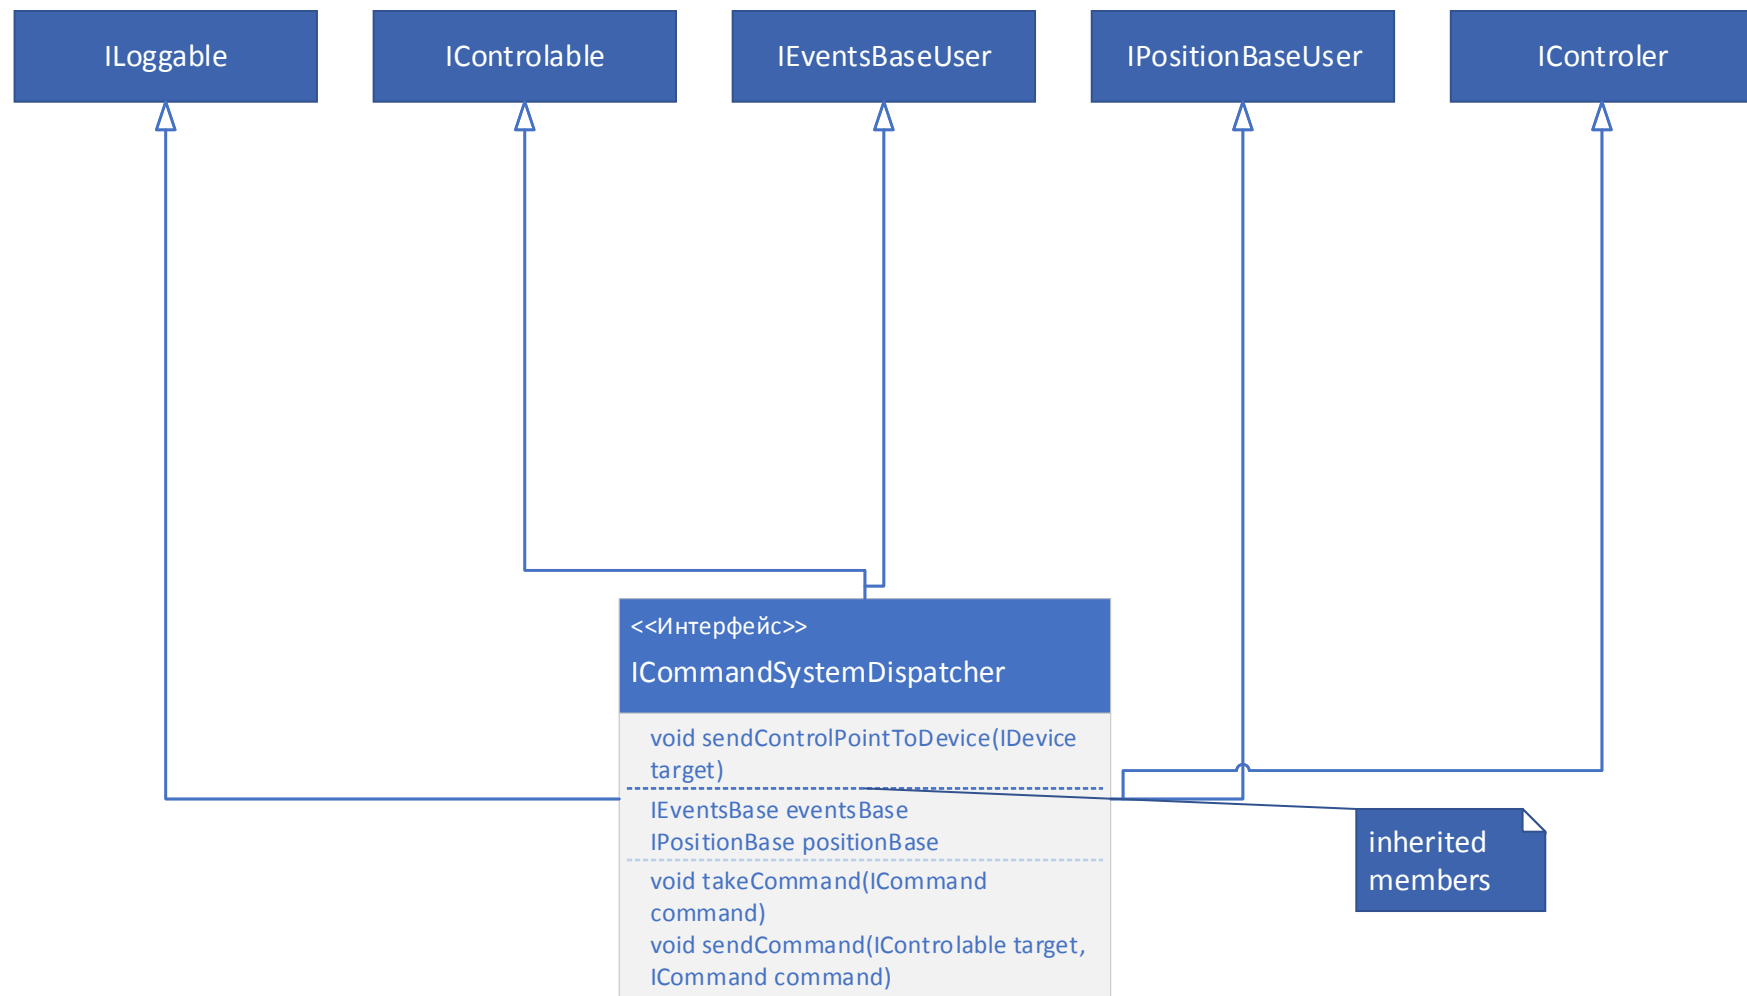 ILoggable
IControlable
IEventsBaseUser
IPositionBaseUser
IControler
<<Интерфейс>>
ICommandSystemDispatcher
void sendControlPointToDevice(IDevice
target)
IEventsBase eventsBase
IPositionBase positionBase
void takeCommand(ICommand
command)
void sendCommand(IControlable target,
ICommand command)
inherited
members